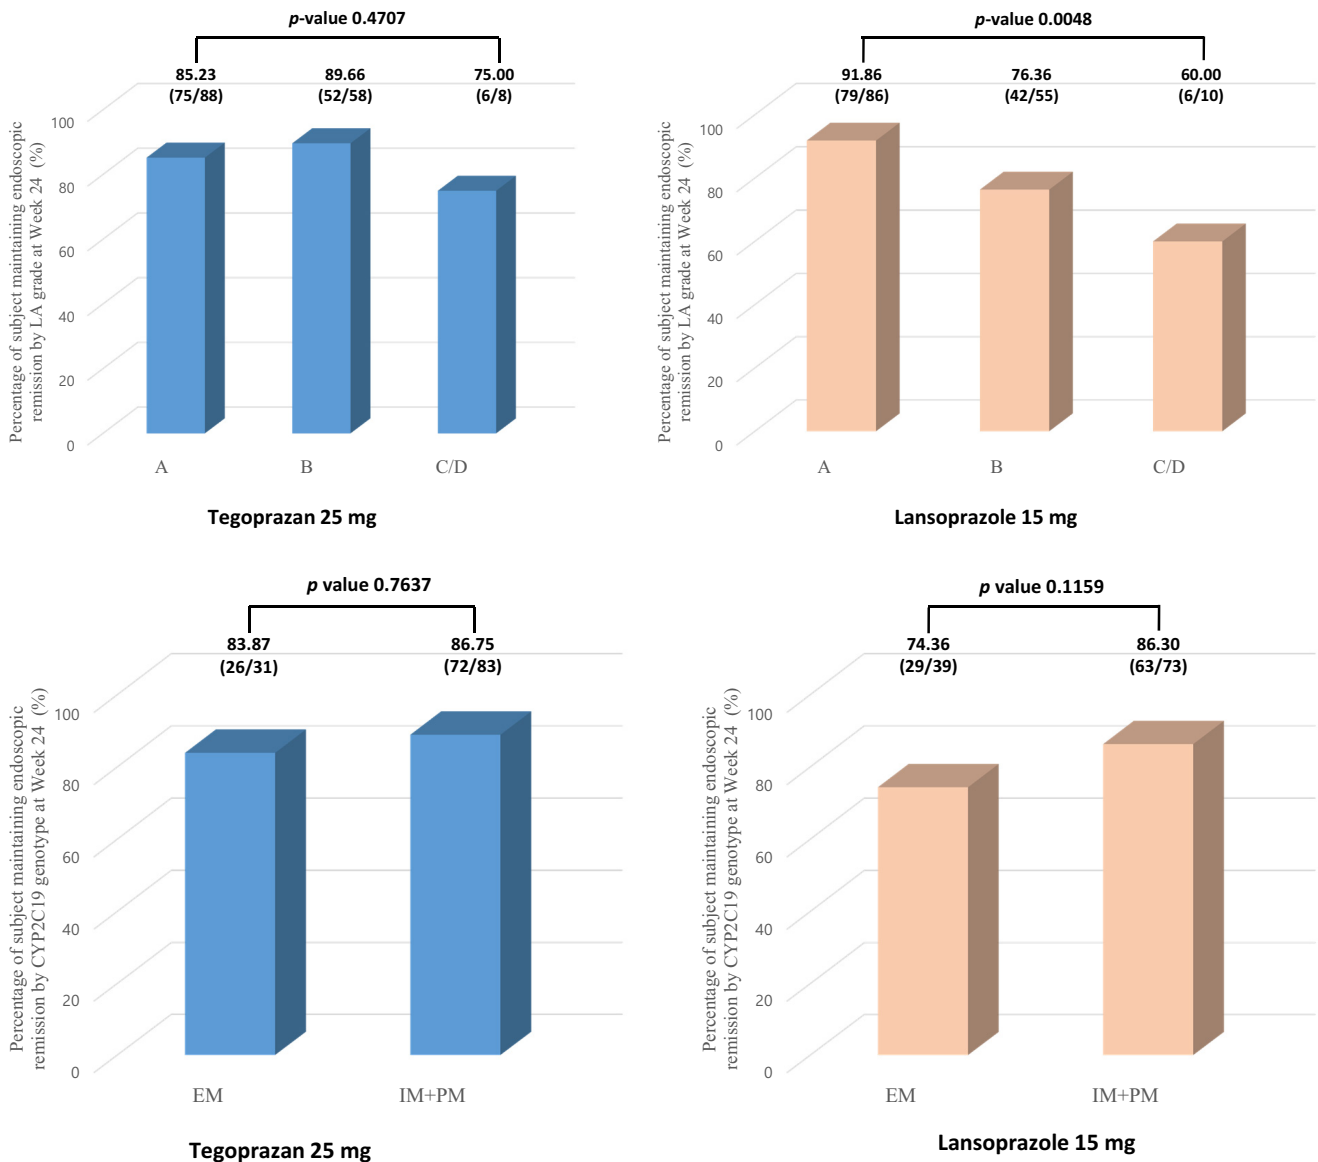 p-value 0.4707
85.23
(75/88)
89.66
(52/58)
75.00
(6/8)
Percentage of subject maintaining endoscopic
remission by LA grade at Week 24 (%)
100
80
60
40
20
0
A
B
C/D
Tegoprazan 25 mg
p-value 0.0048
91.86
(79/86)
76.36
(42/55)
60.00
(6/10)
Percentage of subject maintaining endoscopic
remission by LA grade at Week 24 (%)
100
80
60
40
20
0
A
B
C/D
Lansoprazole 15 mg
p value 0.7637
83.87
(26/31)
86.75
(72/83)
Percentage of subject maintaining endoscopic
remission by CYP2C19 genotype at Week 24 (%)
100
80
60
40
20
0
EM
IM+PM
Tegoprazan 25 mg
p value 0.1159
74.36
(29/39)
86.30
(63/73)
Percentage of subject maintaining endoscopic
remission by CYP2C19 genotype at Week 24 (%)
100
80
60
40
20
0
EM
IM+PM
Lansoprazole 15 mg